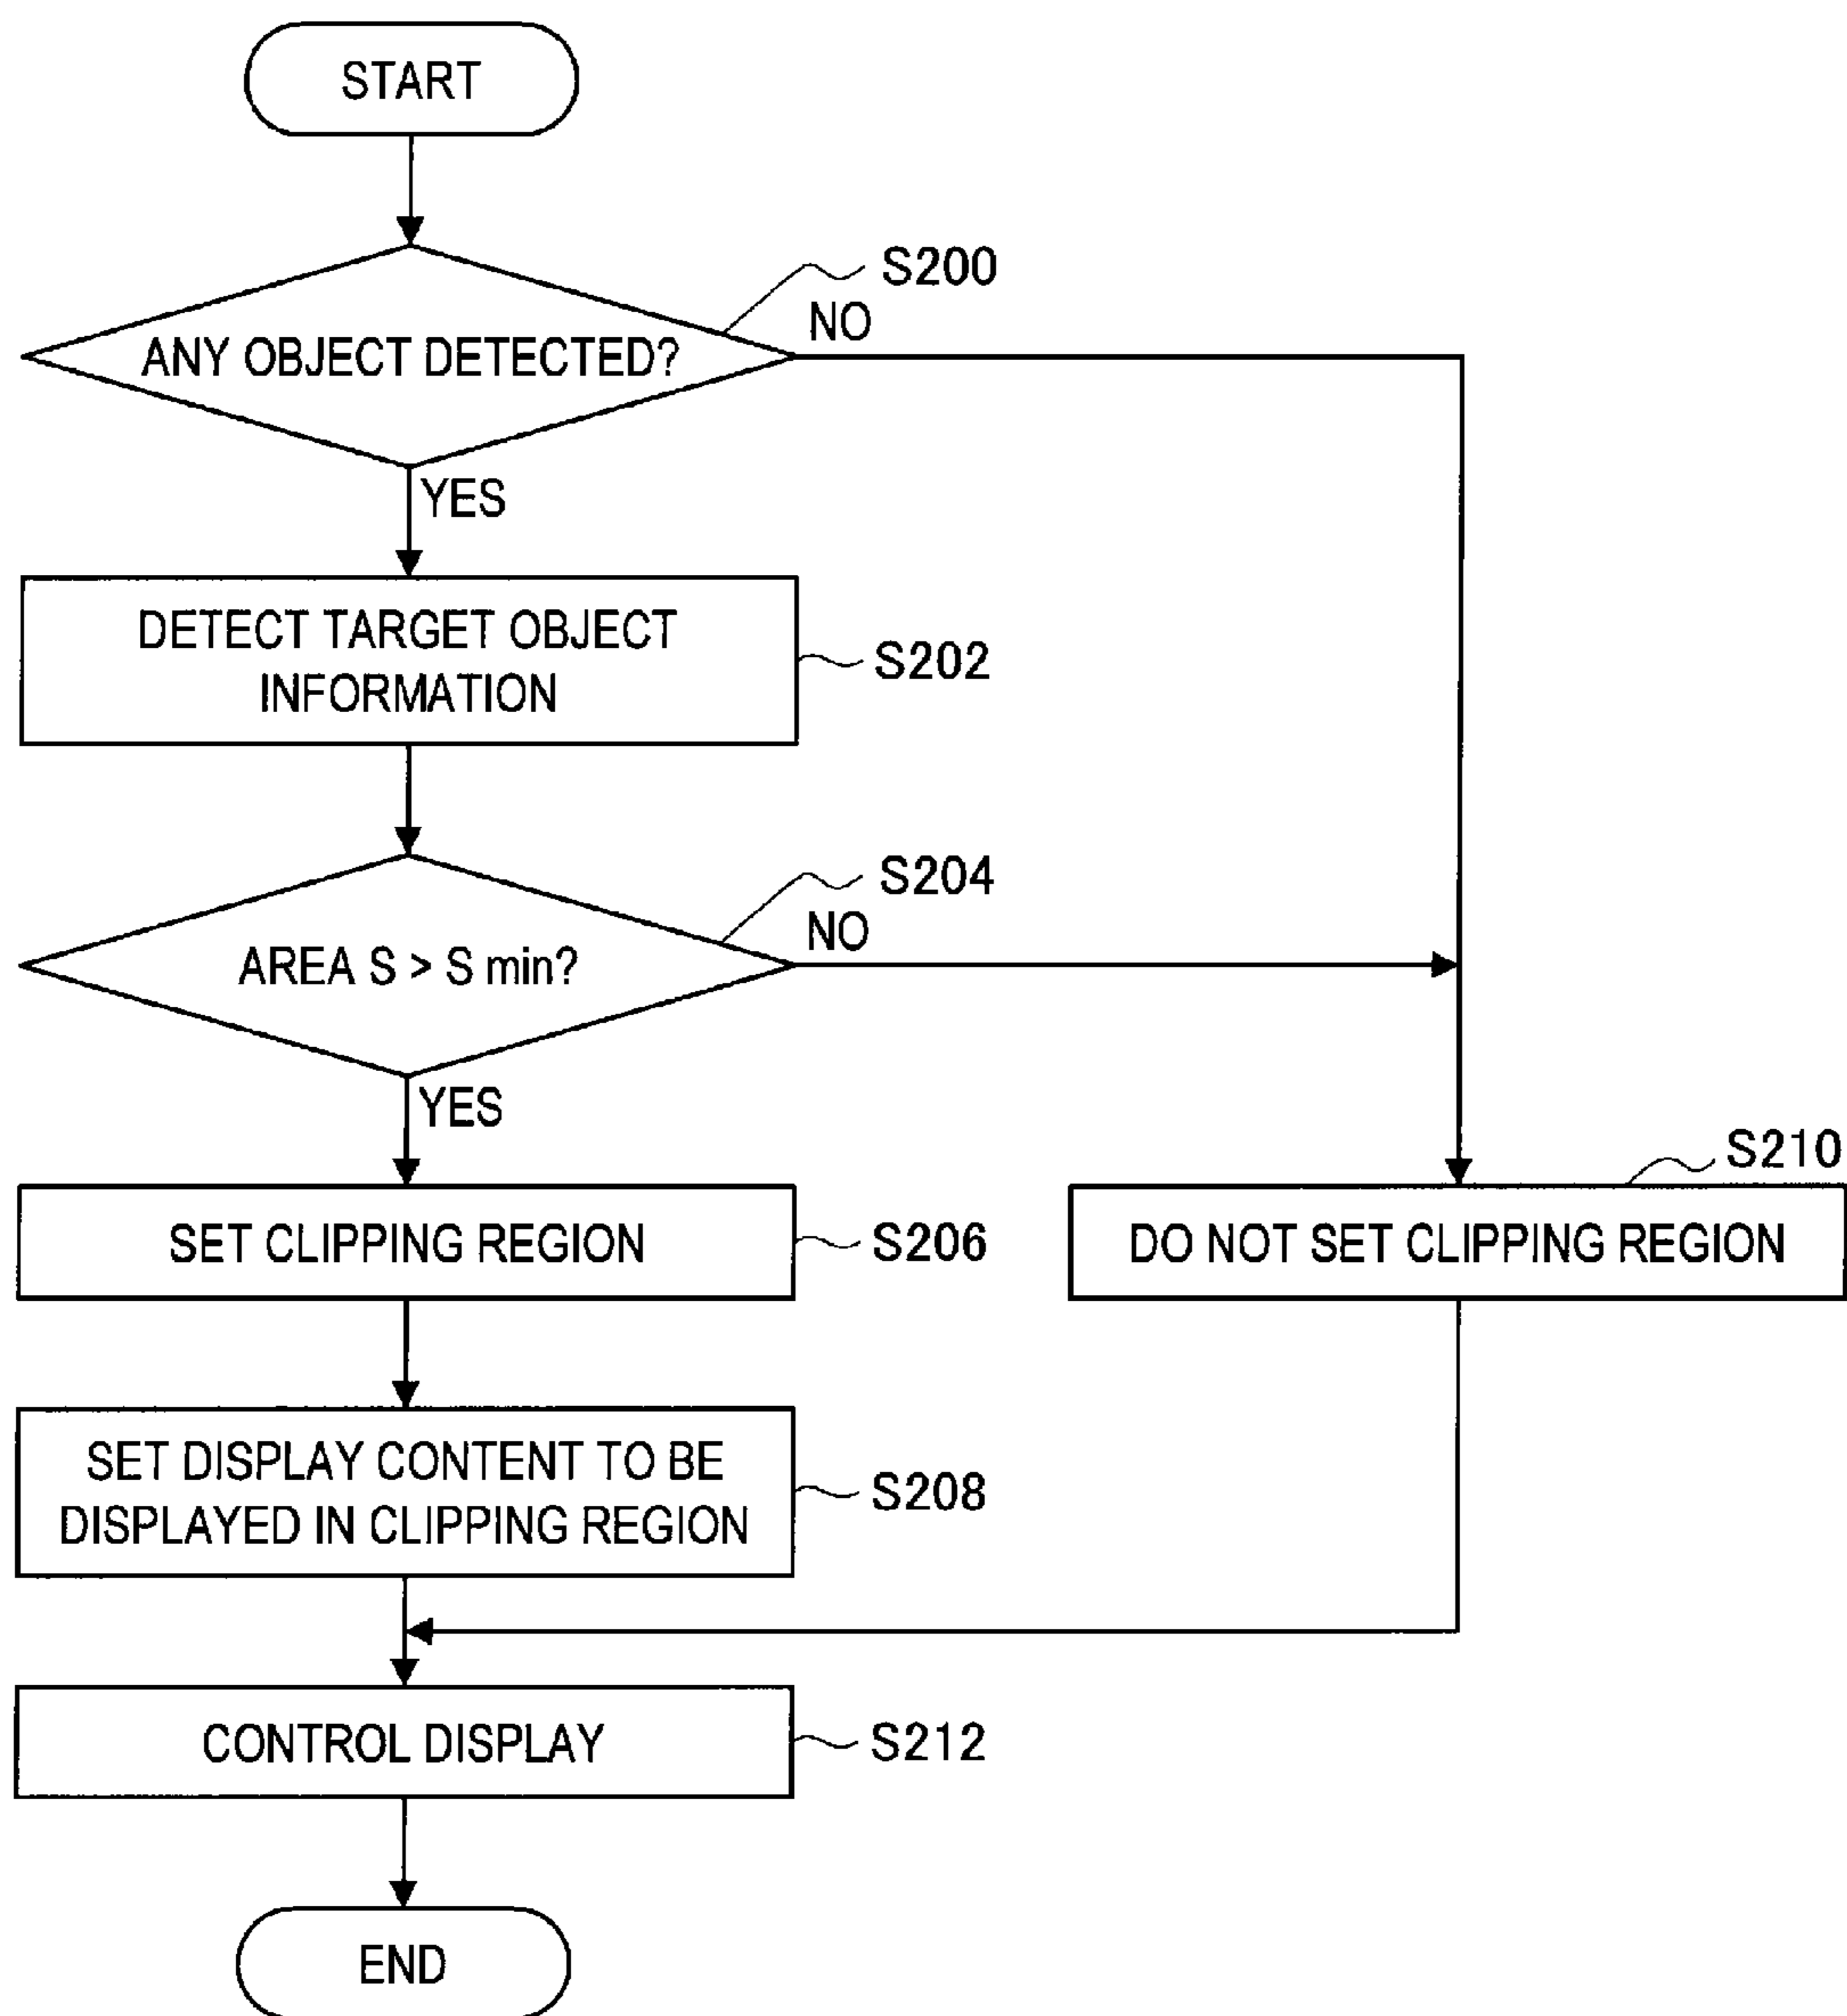 START
S200
NO
ANY OBJECT DETECTED?
YES
DETECT TARGET OBJECT
INFORMATION
S202
S204
NO
AREA S > S min?
YES
S210
SET CLIPPING REGION
S206
DO NOT SET CLIPPING REGION
SET DISPLAY CONTENT TO BE
DISPLAYED IN CLIPPING REGION
S208
CONTROL DISPLAY
S212
END